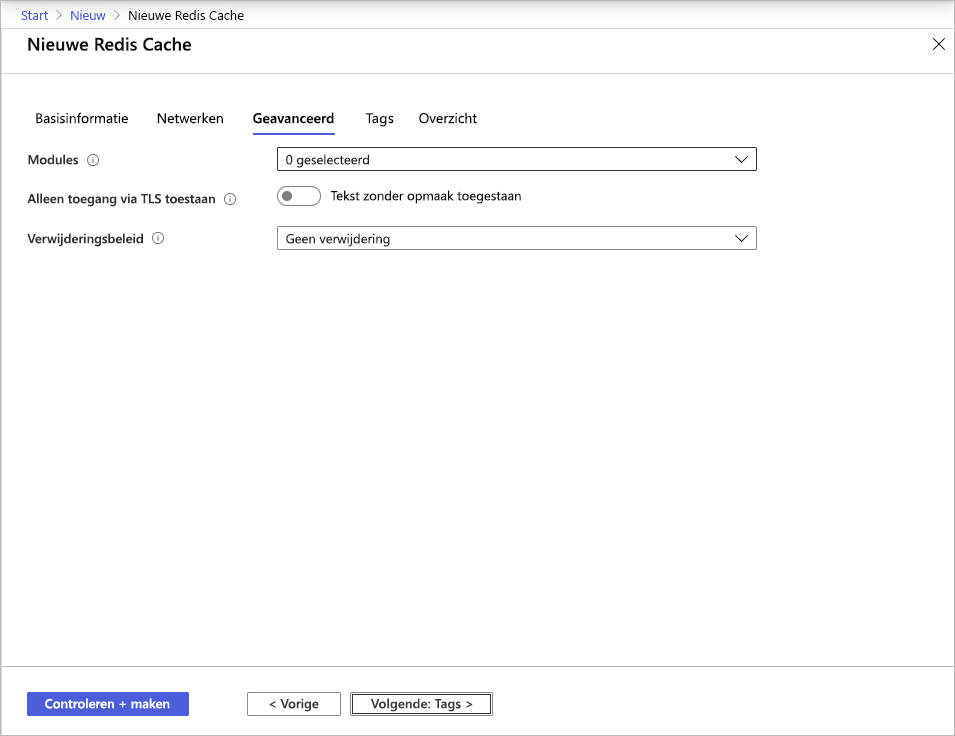 Start > Nieuw > Nieuwe Redis Cache
Nieuwe Redis Cache
Basisinformatie Netwerken Geavanceerd Tags Overzicht
Modules 0 geselecteerd
Alleen toegang via TLS toestaan Tekst zonder opmaak toegestaan
Verwijderingsbeleid Geen verwijdering
Controleren + maken < Vorige Volgende: Tags >